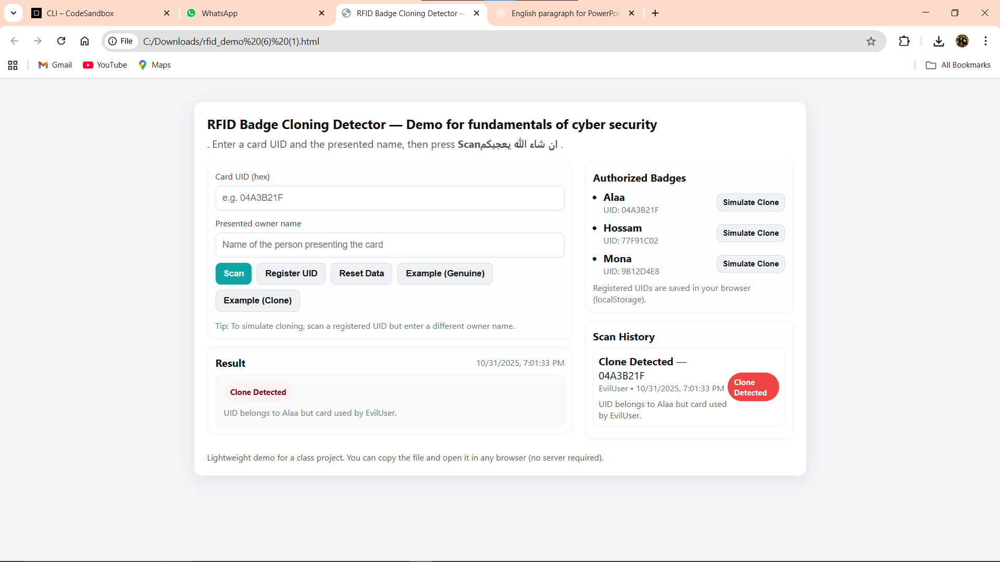 CLI – CodeSandbox
WhatsApp
RFID Badge Cloning Detector —
English paragraph for PowerPoi
File
C:/Downloads/rfid_demo%20(6)%20(1).html
Gmail
YouTube
Maps
All Bookmarks
RFID Badge Cloning Detector — Demo for fundamentals of cyber security
. Enter a card UID and the presented name, then press Scanان شاء الله يعجبكم .
Card UID (hex)
e.g. 04A3B21F
Presented owner name
Name of the person presenting the card
Scan
Register UID
Reset Data
Example (Genuine)
Example (Clone)
Tip: To simulate cloning, scan a registered UID but enter a different owner name.
Result
10/31/2025, 7:01:33 PM
Clone Detected
UID belongs to Alaa but card used by EvilUser.
Authorized Badges
• Alaa
UID: 04A3B21F
Simulate Clone
• Hossam
UID: 77F91C02
Simulate Clone
• Mona
UID: 9B12D4E8
Simulate Clone
Registered UIDs are saved in your browser
(localStorage).
Scan History
Clone Detected —
04A3B21F
EvilUser • 10/31/2025, 7:01:33 PM
UID belongs to Alaa but card used
by EvilUser.
Clone
Detected
Lightweight demo for a class project. You can copy the file and open it in any browser (no server required).